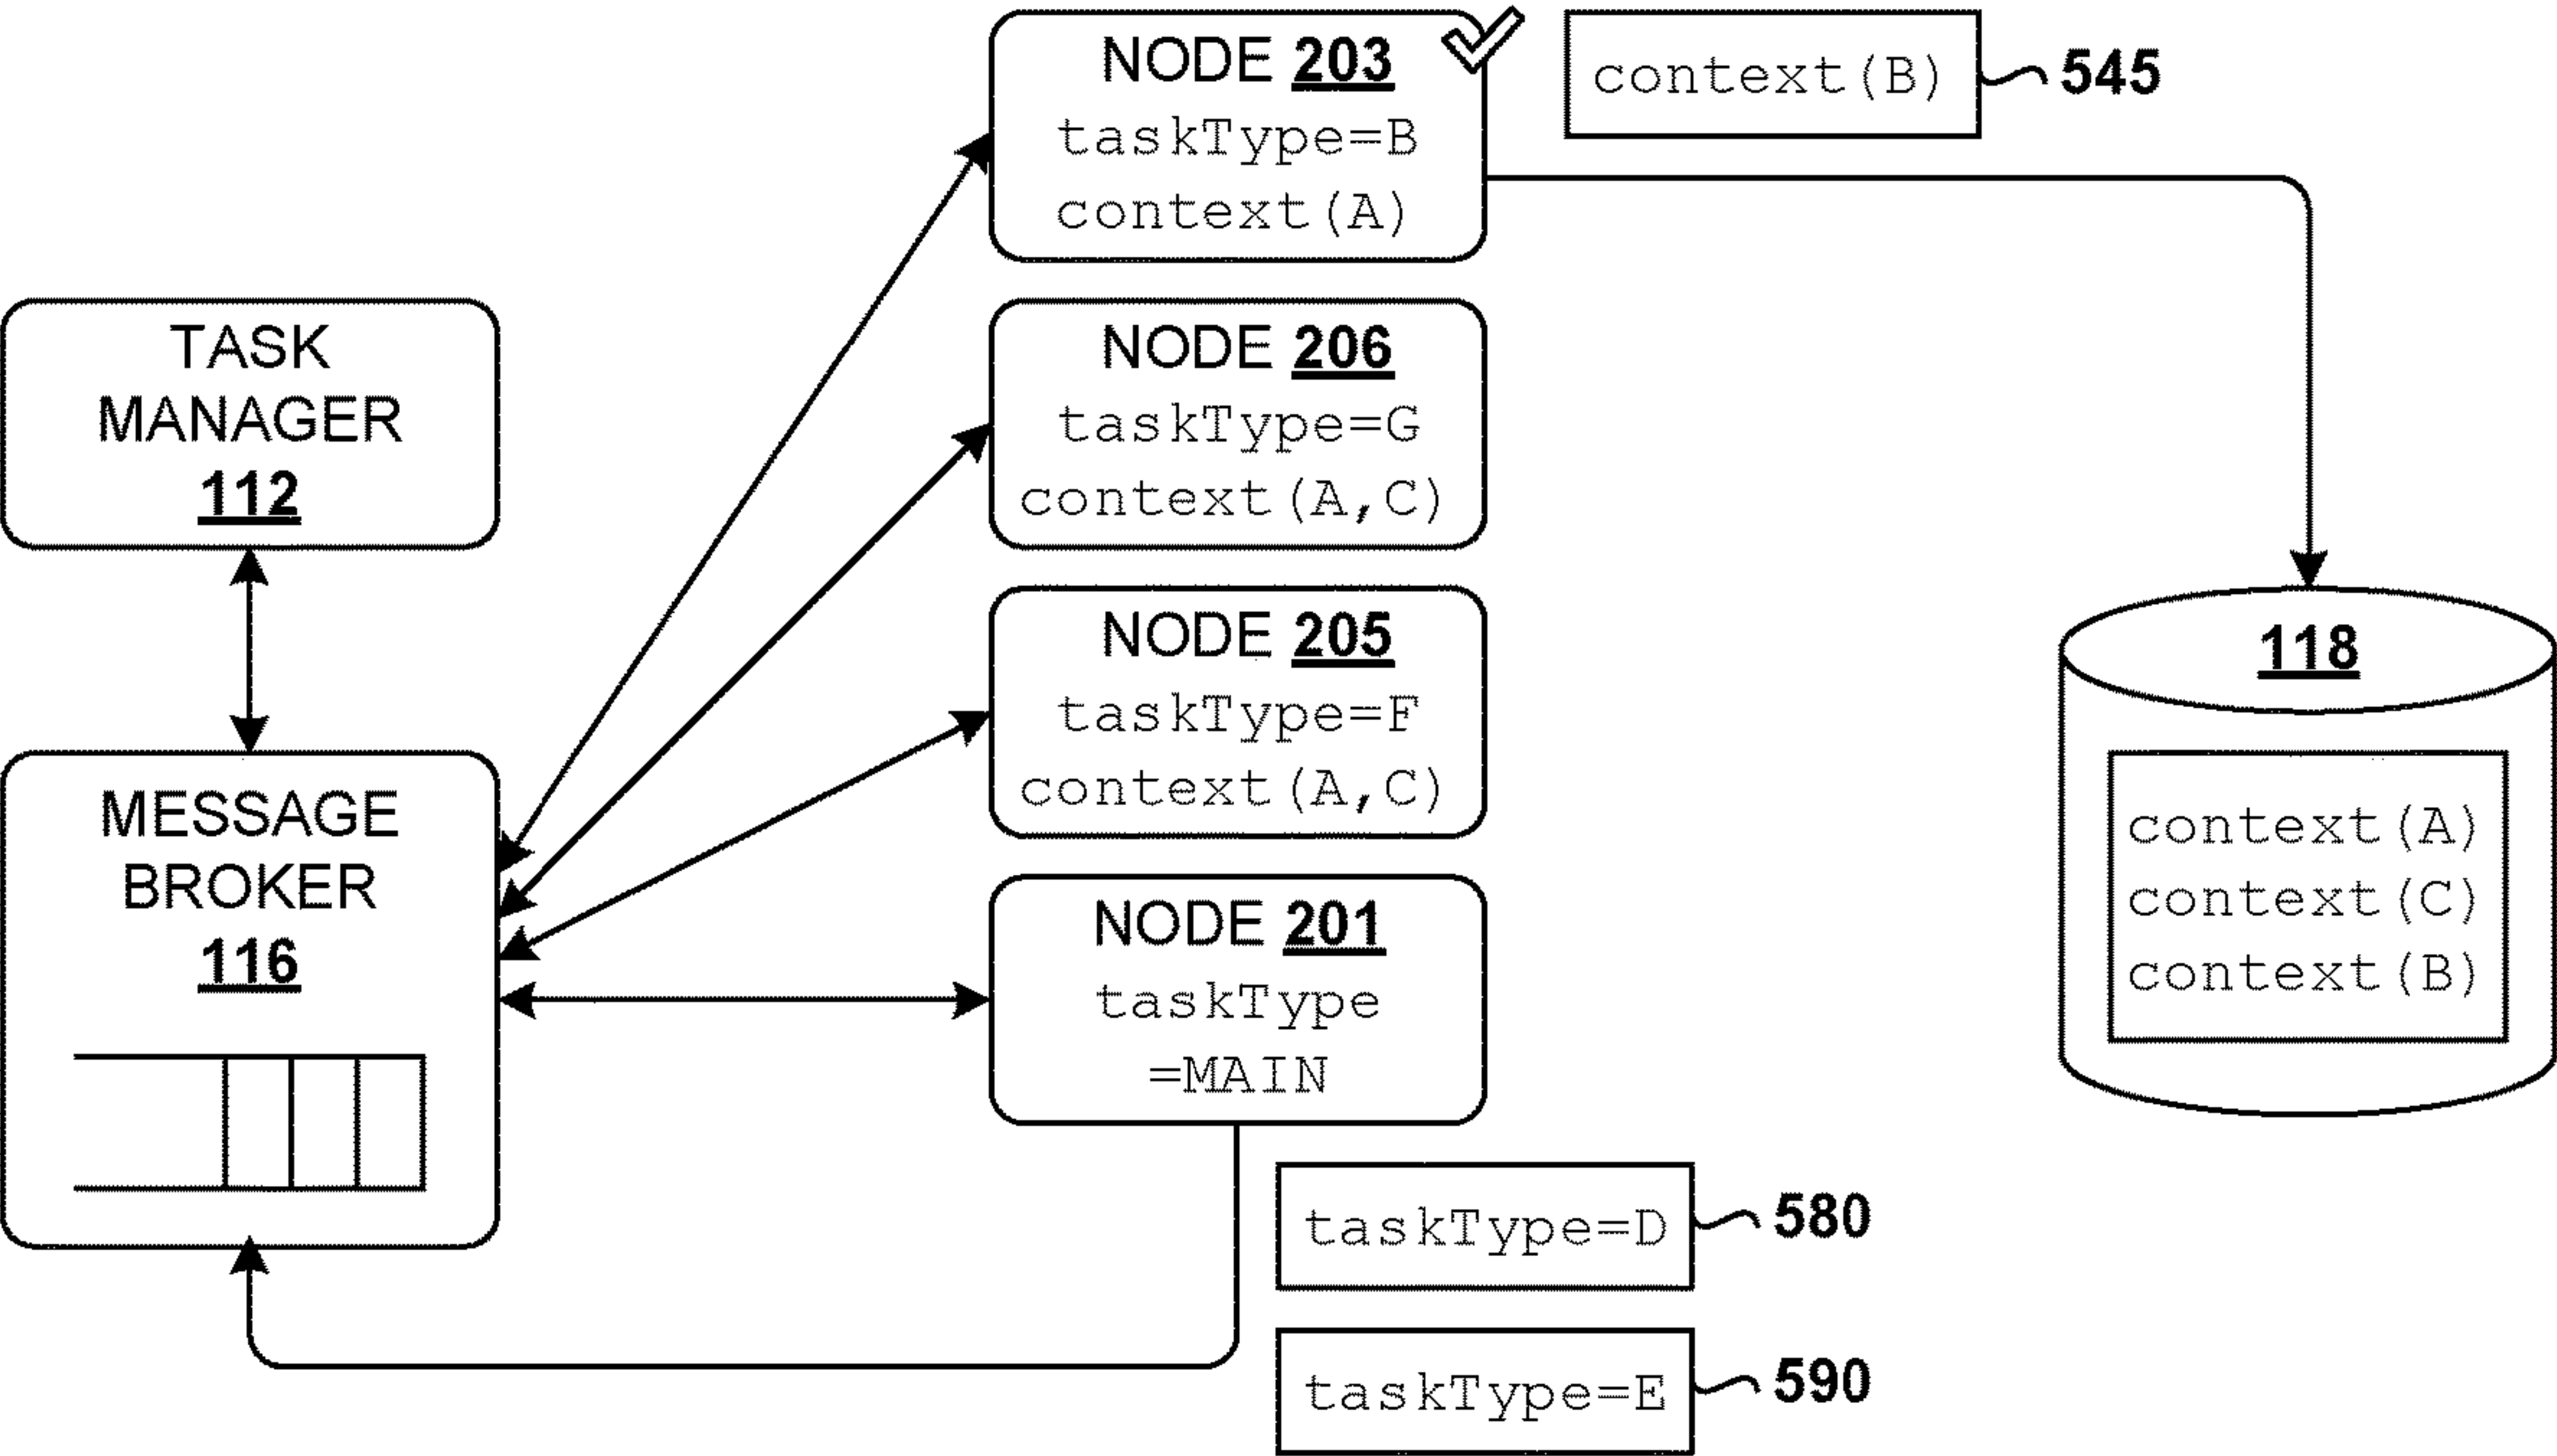 NODE 203
taskType=B
context(A)
context(B)
545
TASK
MANAGER
112
NODE 206
taskType=G
context(A,C)
NODE 205
taskType=F
context(A,C)
118
context(A)
context(C)
context(B)
MESSAGE
BROKER
116
NODE 201
taskType
=MAIN
taskType=D
580
taskType=E
590